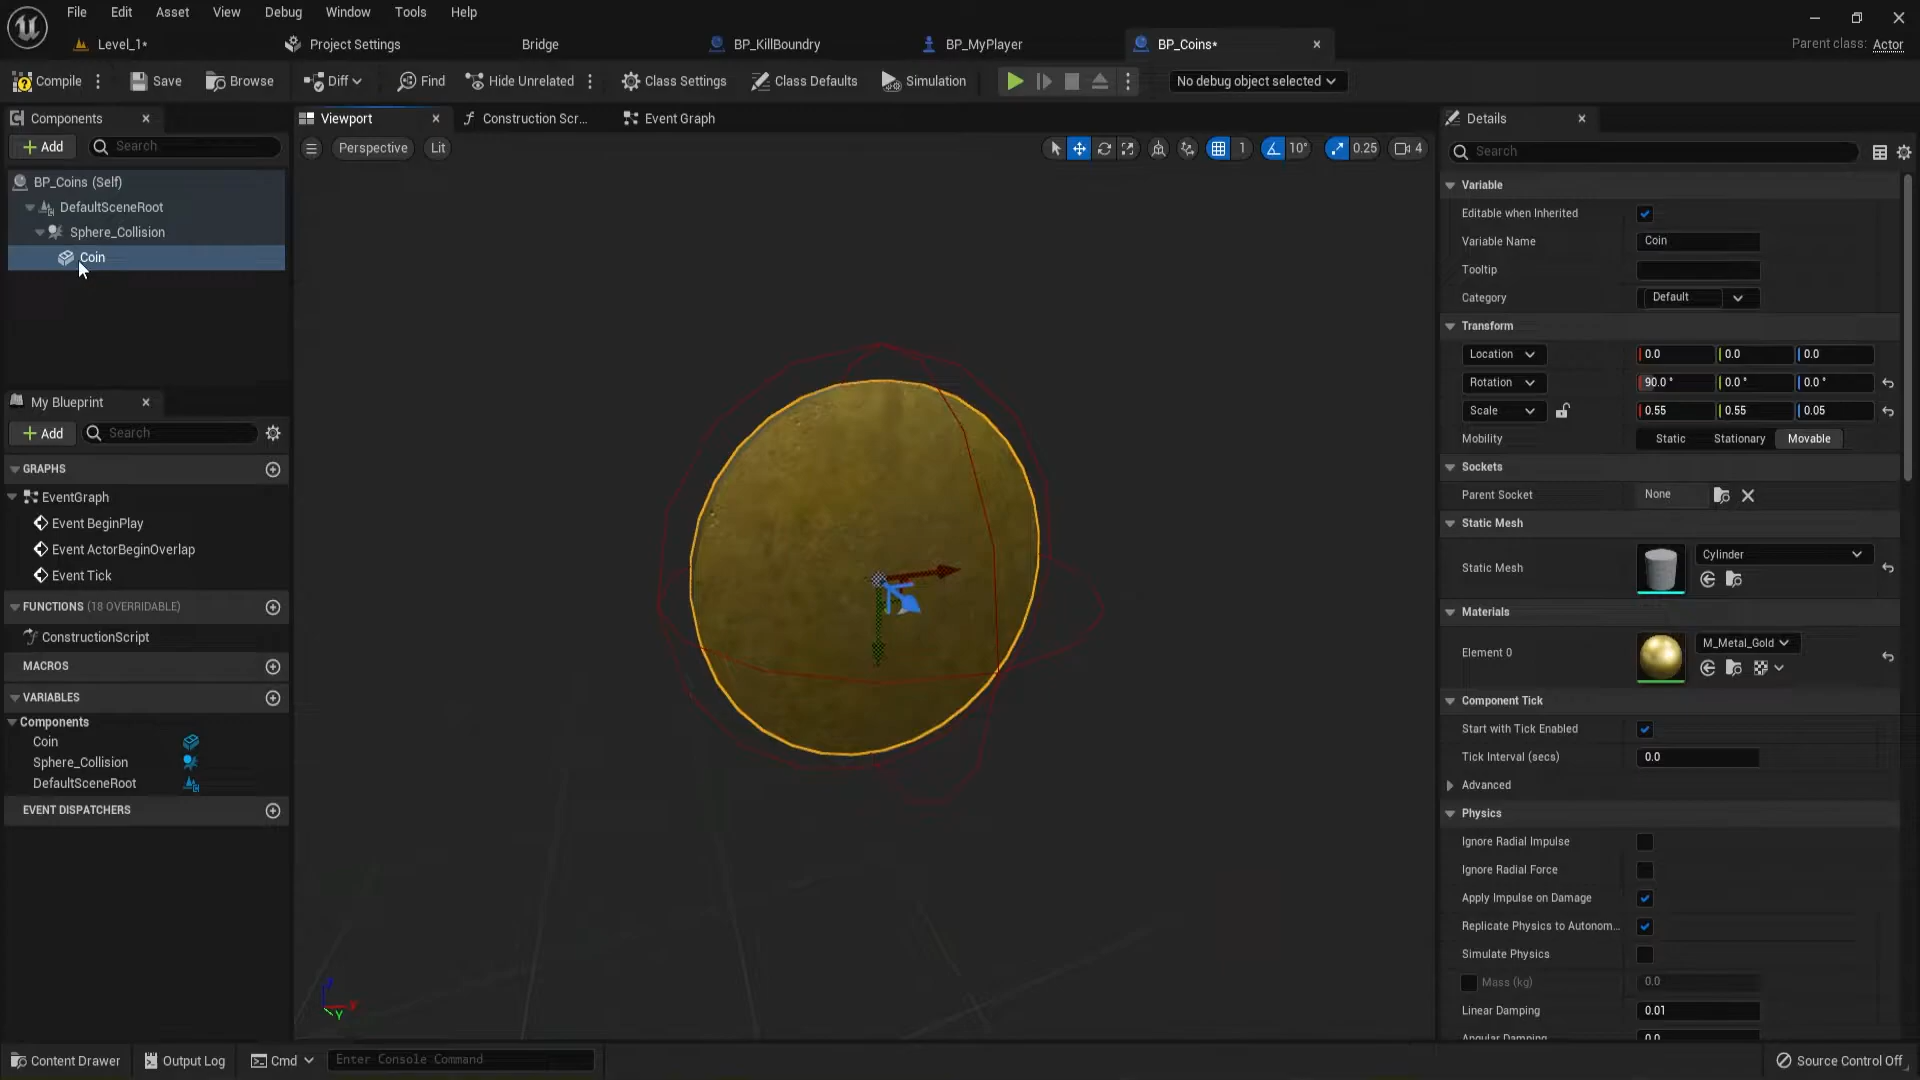 File Edit View Asset Debug Window Tools Help
Level_1* Project Settings Bridge BP_KillBoundry BP_MyPlayer BP_Coins* Parent class: Actor
Compile Save Browse Diff Find Hide Unrelated Class Settings Class Defaults Simulation No debug object selected
Components
Add Search
BP_Coins (Self)
DefaultSceneRoot
Sphere_Collision
Coin
My Blueprint
Add Search
GRAPHS
EventGraph
Event BeginPlay
Event ActorBeginOverlap
Event Tick
FUNCTIONS (18 OVERRIDABLE)
ConstructionScript
MACROS
VARIABLES
Components
Coin
Sphere_Collision
DefaultSceneRoot
EVENT DISPATCHERS
Viewport Construction Scr... Event Graph
Perspective Lit 1 10° 0.25 4
X
Y
Details
Search
Variable
Editable when Inherited
Variable Name Coin
Tooltip
Category Default
Transform
Location 0.0 0.0 0.0
Rotation 90.0 ° 0.0 ° 0.0 °
Scale 0.55 0.55 0.05
Mobility Static Stationary Movable
Sockets
Parent Socket None
Static Mesh
Static Mesh Cylinder
Materials
Element 0 M_Metal_Gold
Component Tick
Start with Tick Enabled
Tick Interval (secs) 0.0
Advanced
Physics
Ignore Radial Impulse
Ignore Radial Force
Apply Impulse on Damage
Replicate Physics to Autonom...
Simulate Physics
Mass (kg) 0.0
Linear Damping 0.01
Angular Damping 0.0
Content Drawer Output Log Cmd Enter Console Command Source Control Off